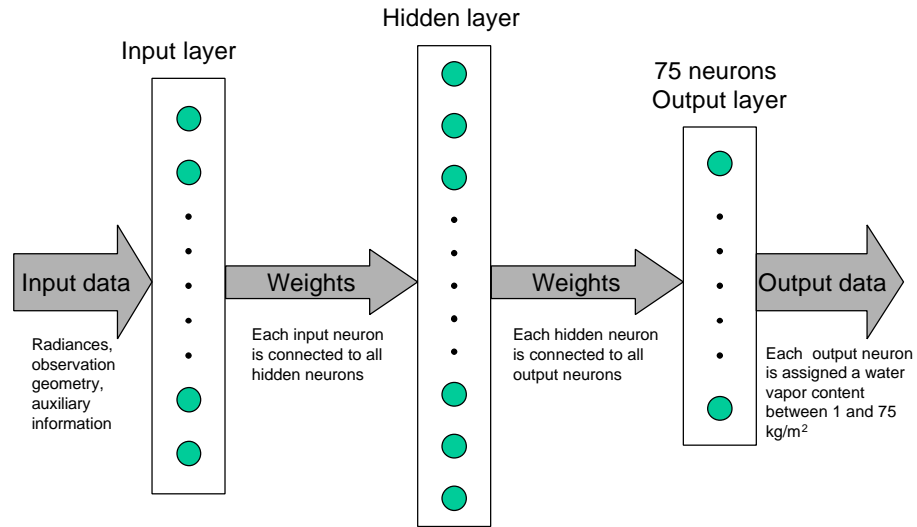 Hidden layer
Input layer
75 neurons
Output layer
Input data
Weights
Weights
Output data
Radiances,
observation
geometry,
auxiliary
information
Each input neuron
is connected to all
hidden neurons
Each hidden neuron
is connected to all
output neurons
Each output neuron
is assigned a water
vapor content
between 1 and 75
kg/m²